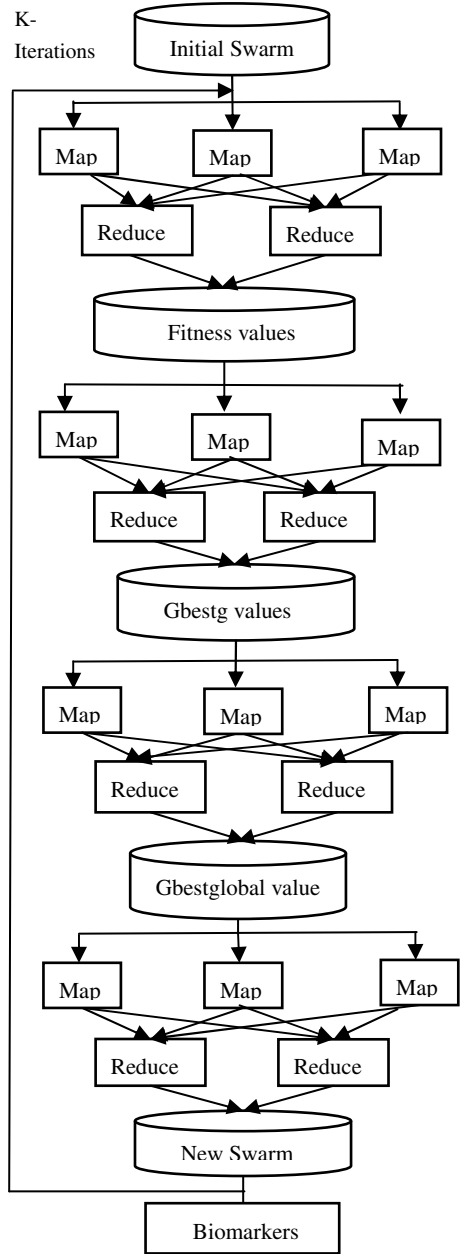 K-
Iterations
Initial Swarm
Map
Map
Map
Reduce
Reduce
Fitness values
Map
Map
Map
Reduce
Reduce
Gbestg values
Map
Map
Map
Reduce
Reduce
Gbestglobal value
Map
Map
Map
Reduce
Reduce
New Swarm
Biomarkers